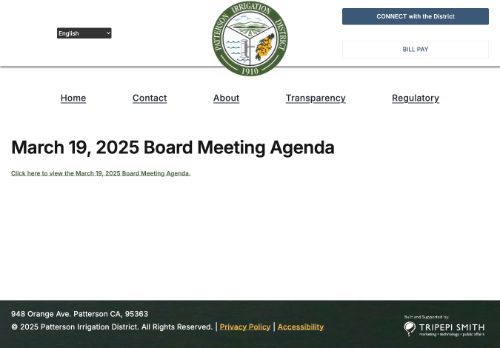 English
PATTERSON IRRIGATION DISTRICT
1910
CONNECT with the District
BILL PAY
Home
Contact
About
Transparency
Regulatory
March 19, 2025 Board Meeting Agenda
Click here to view the March 19, 2025 Board Meeting Agenda.
948 Orange Ave. Patterson CA, 95363
© 2025 Patterson Irrigation District. All Rights Reserved. | Privacy Policy | Accessibility
Built and Supported by:
TRIPEPI SMITH
marketing • technology • public affairs